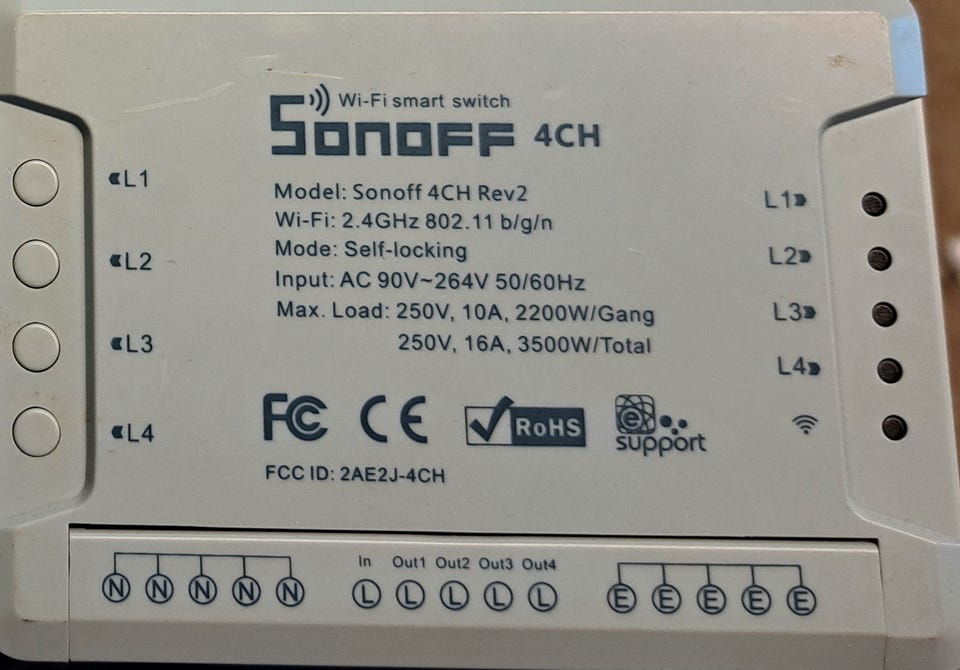 Wi-Fi smart switch
SONOFF 4CH
Model: Sonoff 4CH Rev2
Wi-Fi: 2.4GHz 802.11 b/g/n
Mode: Self-locking
Input: AC 90V~264V 50/60Hz
Max. Load: 250V, 10A, 2200W/Gang
250V, 16A, 3500W/Total
L1
L2
L3
L4
L1
L2
L3
L4
FC CE RoHS e support
FCC ID: 2AE2J-4CH
In Out1 Out2 Out3 Out4
N N N N N L L L L L E E E E E